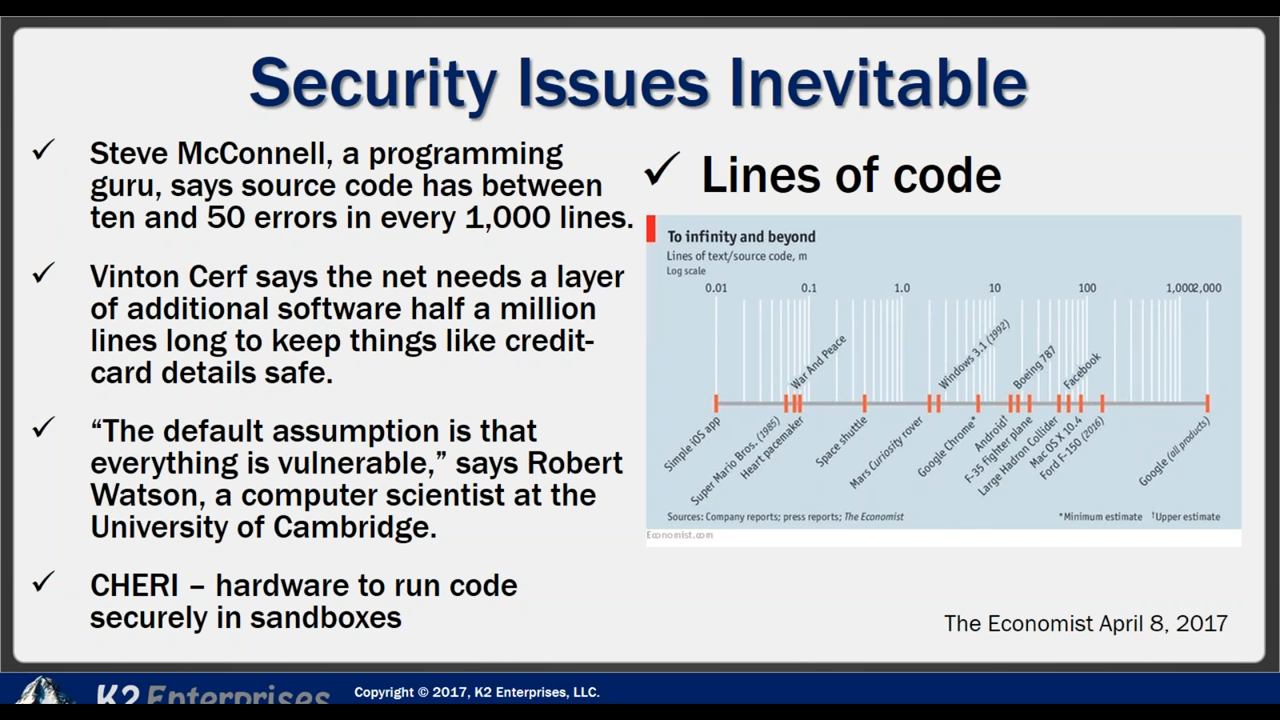 Security Issues Inevitable
✓ Steve McConnell, a programming
guru, says source code has between
ten and 50 errors in every 1,000 lines.
✓ Vinton Cerf says the net needs a layer
of additional software half a million
lines long to keep things like credit-
card details safe.
✓ “The default assumption is that
everything is vulnerable,” says Robert
Watson, a computer scientist at the
University of Cambridge.
✓ CHERI – hardware to run code
securely in sandboxes
✓ Lines of code
To infinity and beyond
Lines of text/source code, m
Log scale
0.01 0.1 1.0 10 100 1,000 2,000
War And Peace
Windows 3.1 (1992)
Boeing 787
Facebook
Simple iOS app
Super Mario Bros. (1985)
Heart pacemaker
Space shuttle
Mars Curiosity rover
Google Chrome*
Android†
F-35 Fighter plane
Large Hadron Collider
Mac OS X 10.4
Ford F-150 (2016)
Google (all products)
Sources: Company reports; press reports; The Economist *Minimum estimate †Upper estimate
Economist.com
The Economist April 8, 2017
K2 Enterprises
Copyright © 2017, K2 Enterprises, LLC.